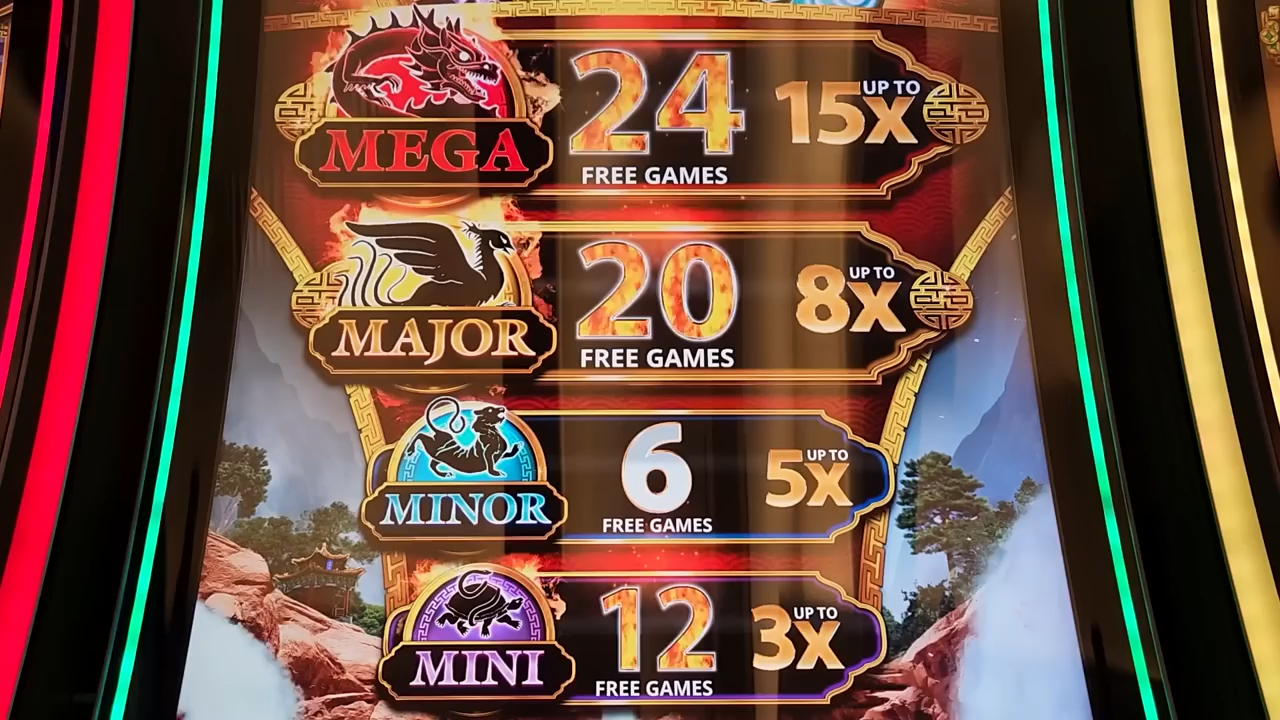 MEGA
24
FREE GAMES
UP TO
15X
MAJOR
20
FREE GAMES
UP TO
8X
MINOR
6
FREE GAMES
UP TO
5X
MINI
12
FREE GAMES
UP TO
3X